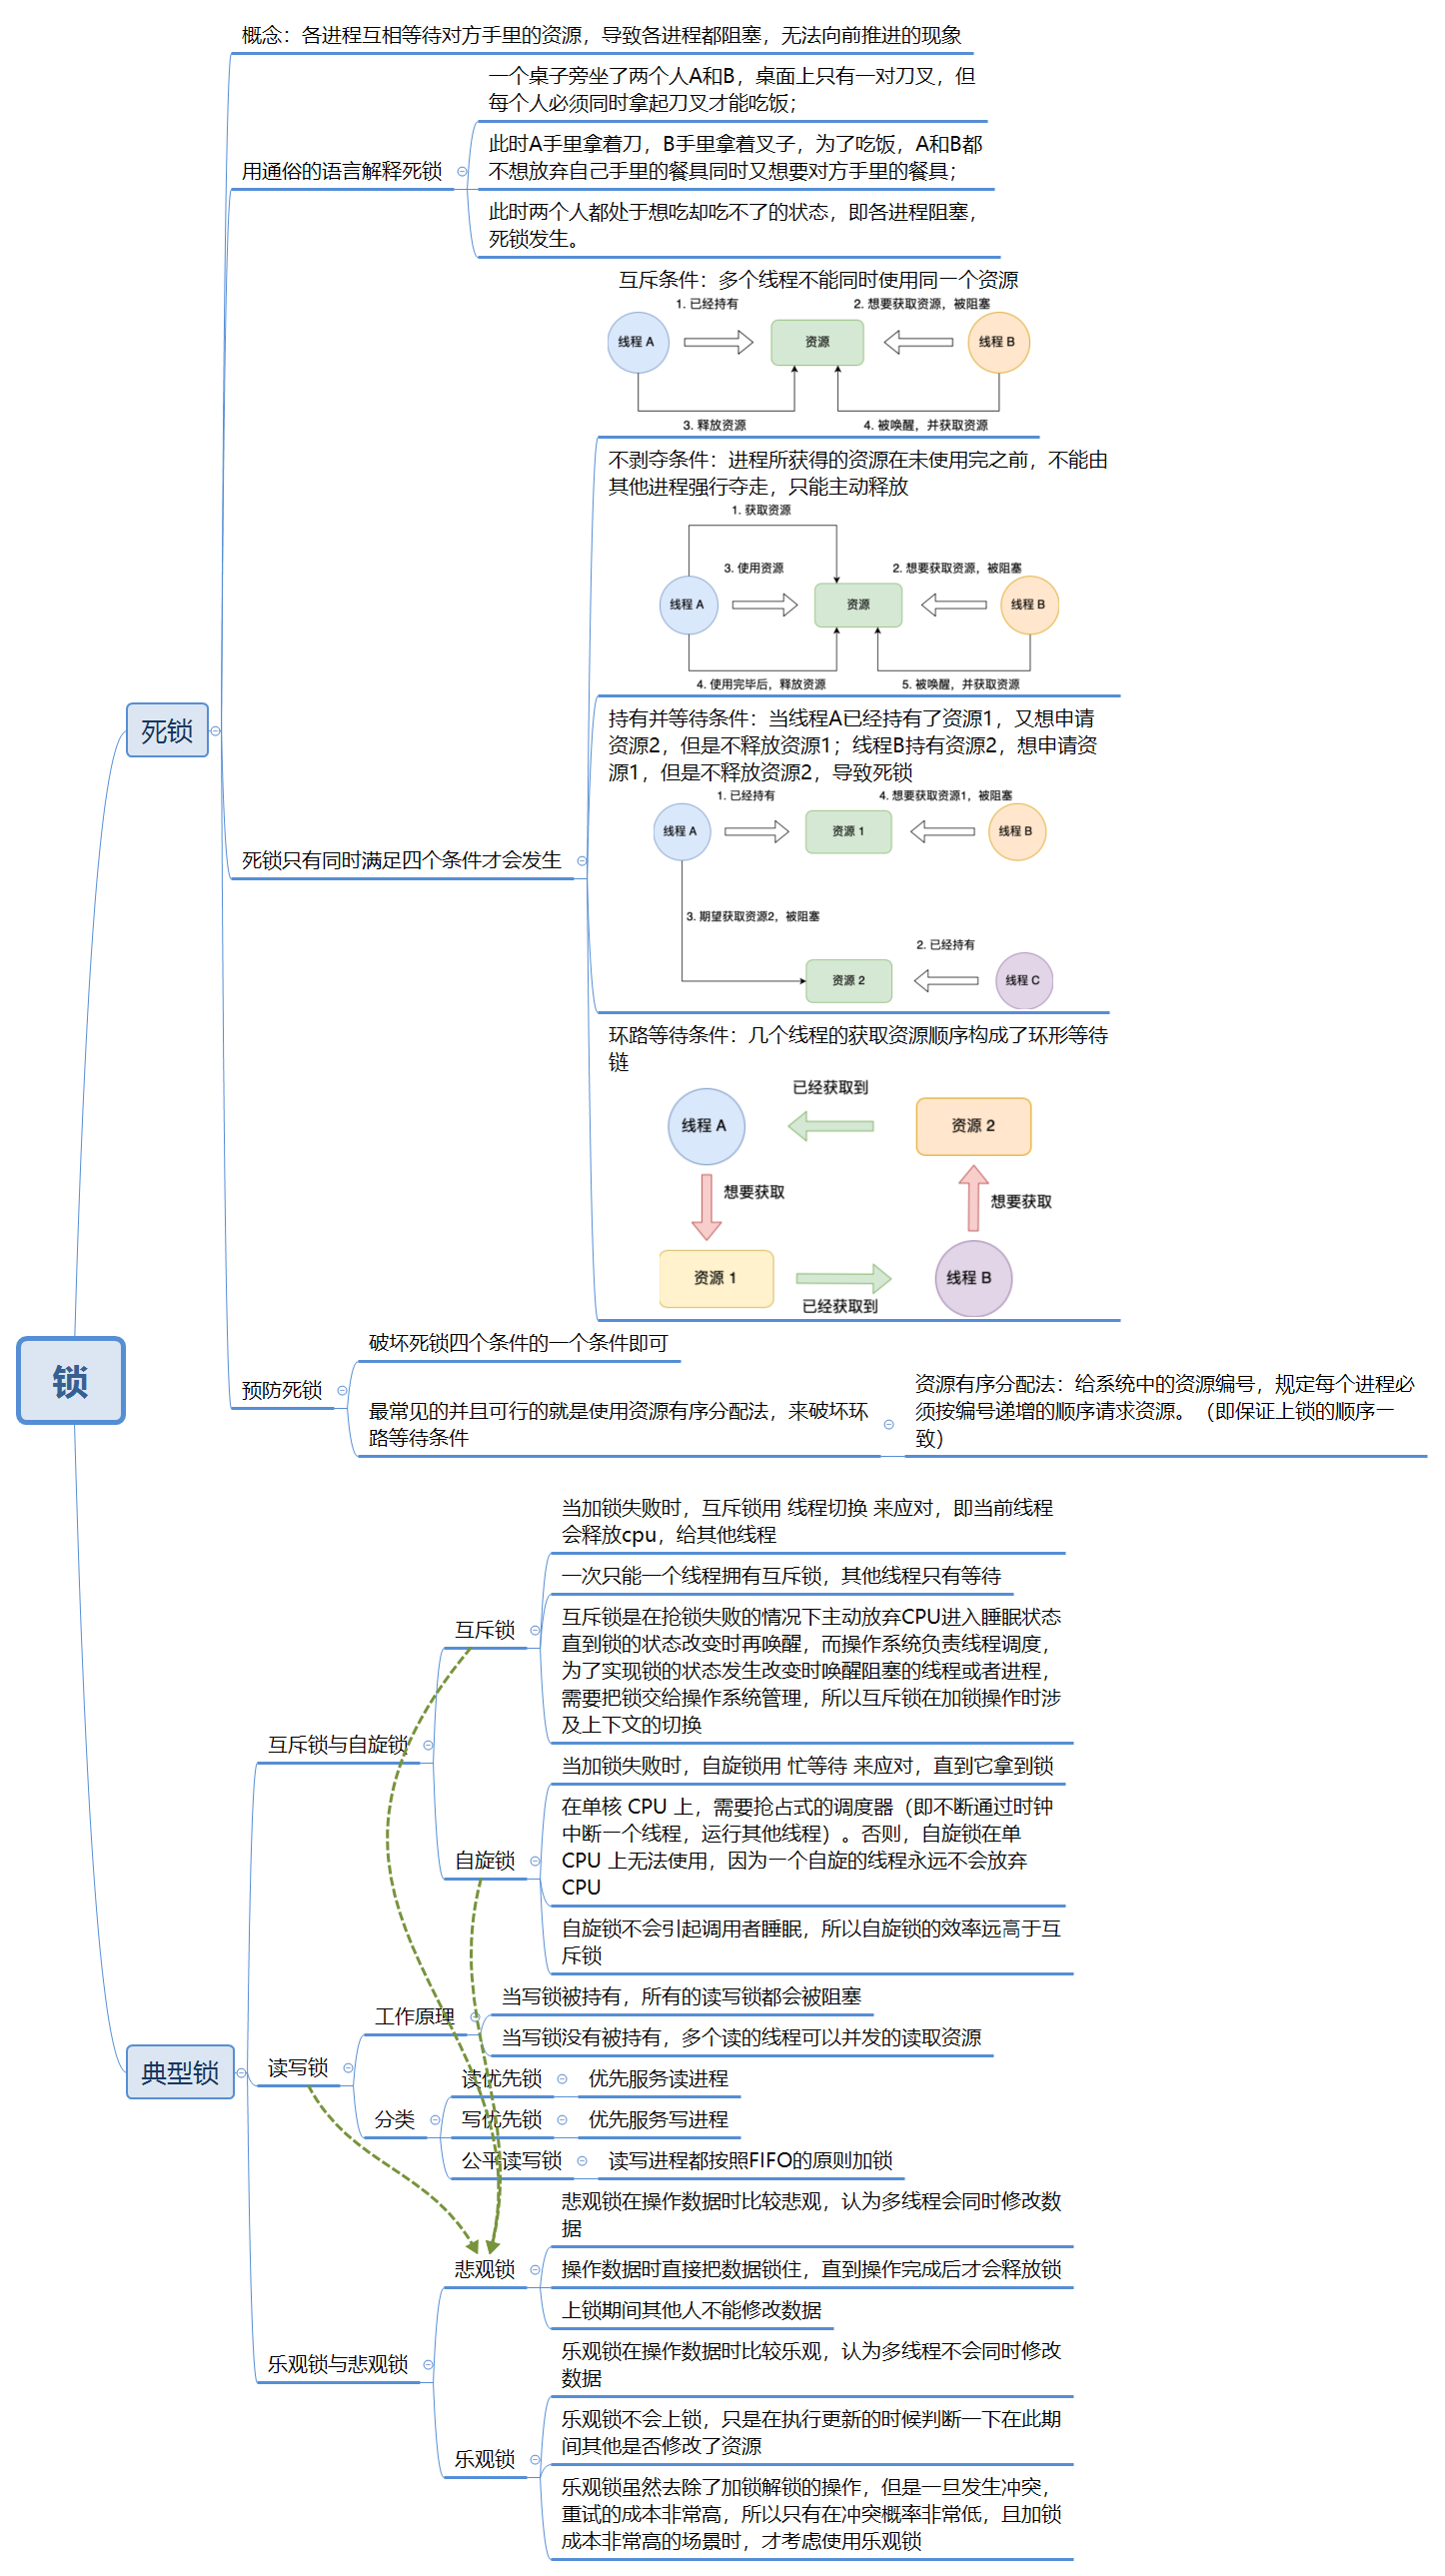 概念：各进程互相等待对方手里的资源，导致各进程都阻塞，无法向前推进的现象
一个桌子旁坐了两个人A和B，桌面上只有一对刀叉，但
每个人必须同时拿起刀叉才能吃饭；
用通俗的语言解释死锁
此时A手里拿着刀，B手里拿着叉子，为了吃饭，A和B都
不想放弃自己手里的餐具同时又想要对方手里的餐具；
此时两个人都处于想吃却吃不了的状态，即各进程阻塞，
死锁发生。
互斥条件：多个线程不能同时使用同一个资源
1. 已经持有
2. 想要获取资源，被阻塞
线程 A
资源
线程 B
3. 释放资源
4. 被唤醒，并获取资源
不剥夺条件：进程所获得的资源在未使用完之前，不能由
其他进程强行夺走，只能主动释放
1. 获取资源
3. 使用资源
2. 想要获取资源，被阻塞
线程 A
资源
线程 B
4. 使用完毕后，释放资源
5. 被唤醒，并获取资源
死锁
持有并等待条件：当线程A已经持有了资源1，又想申请
资源2，但是不释放资源1；线程B持有资源2，想申请资
源1，但是不释放资源2，导致死锁
1. 已经持有
4. 想要获取资源1，被阻塞
线程 A
资源 1
线程 B
死锁只有同时满足四个条件才会发生
3. 期望获取资源2，被阻塞
2. 已经持有
资源 2
线程 C
环路等待条件：几个线程的获取资源顺序构成了环形等待
链
已经获取到
线程 A
资源 2
想要获取
想要获取
资源 1
线程 B
已经获取到
锁
破坏死锁四个条件的一个条件即可
预防死锁
最常见的并且可行的就是使用资源有序分配法，来破坏环
路等待条件
资源有序分配法：给系统中的资源编号，规定每个进程必
须按编号递增的顺序请求资源。（即保证上锁的顺序一
致）
当加锁失败时，互斥锁用 线程切换 来应对，即当前线程
会释放cpu，给其他线程
一次只能一个线程拥有互斥锁，其他线程只有等待
互斥锁
互斥锁是在抢锁失败的情况下主动放弃CPU进入睡眠状态
直到锁的状态改变时再唤醒，而操作系统负责线程调度，
为了实现锁的状态发生改变时唤醒阻塞的线程或者进程，
需要把锁交给操作系统管理，所以互斥锁在加锁操作时涉
及上下文的切换
互斥锁与自旋锁
当加锁失败时，自旋锁用 忙等待 来应对，直到它拿到锁
在单核 CPU 上，需要抢占式的调度器（即不断通过时钟
中断一个线程，运行其他线程）。否则，自旋锁在单
CPU 上无法使用，因为一个自旋的线程永远不会放弃
CPU
自旋锁
自旋锁不会引起调用者睡眠，所以自旋锁的效率远高于互
斥锁
当写锁被持有，所有的读写锁都会被阻塞
工作原理
当写锁没有被持有，多个读的线程可以并发的读取资源
典型锁
读写锁
读优先锁
优先服务读进程
分类
写优先锁
优先服务写进程
公平读写锁
读写进程都按照FIFO的原则加锁
悲观锁在操作数据时比较悲观，认为多线程会同时修改数
据
悲观锁
操作数据时直接把数据锁住，直到操作完成后才会释放锁
上锁期间其他人不能修改数据
乐观锁与悲观锁
乐观锁在操作数据时比较乐观，认为多线程不会同时修改
数据
乐观锁不会上锁，只是在执行更新的时候判断一下在此期
间其他是否修改了资源
乐观锁
乐观锁虽然去除了加锁解锁的操作，但是一旦发生冲突，
重试的成本非常高，所以只有在冲突概率非常低，且加锁
成本非常高的场景时，才考虑使用乐观锁